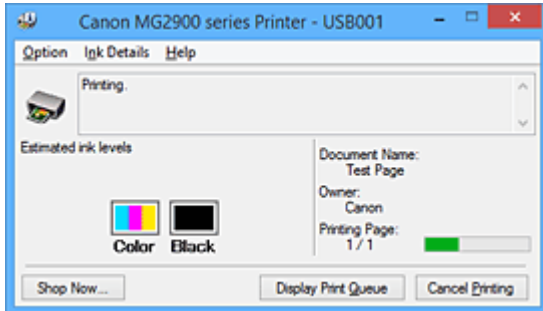 Canon MG2900 series Printer - USB001
Option Ink Details Help
Printing.
Estimated ink levels
Document Name:
Test Page
Owner:
Canon
Printing Page:
1 / 1
Color Black
Shop Now... Display Print Queue Cancel Printing